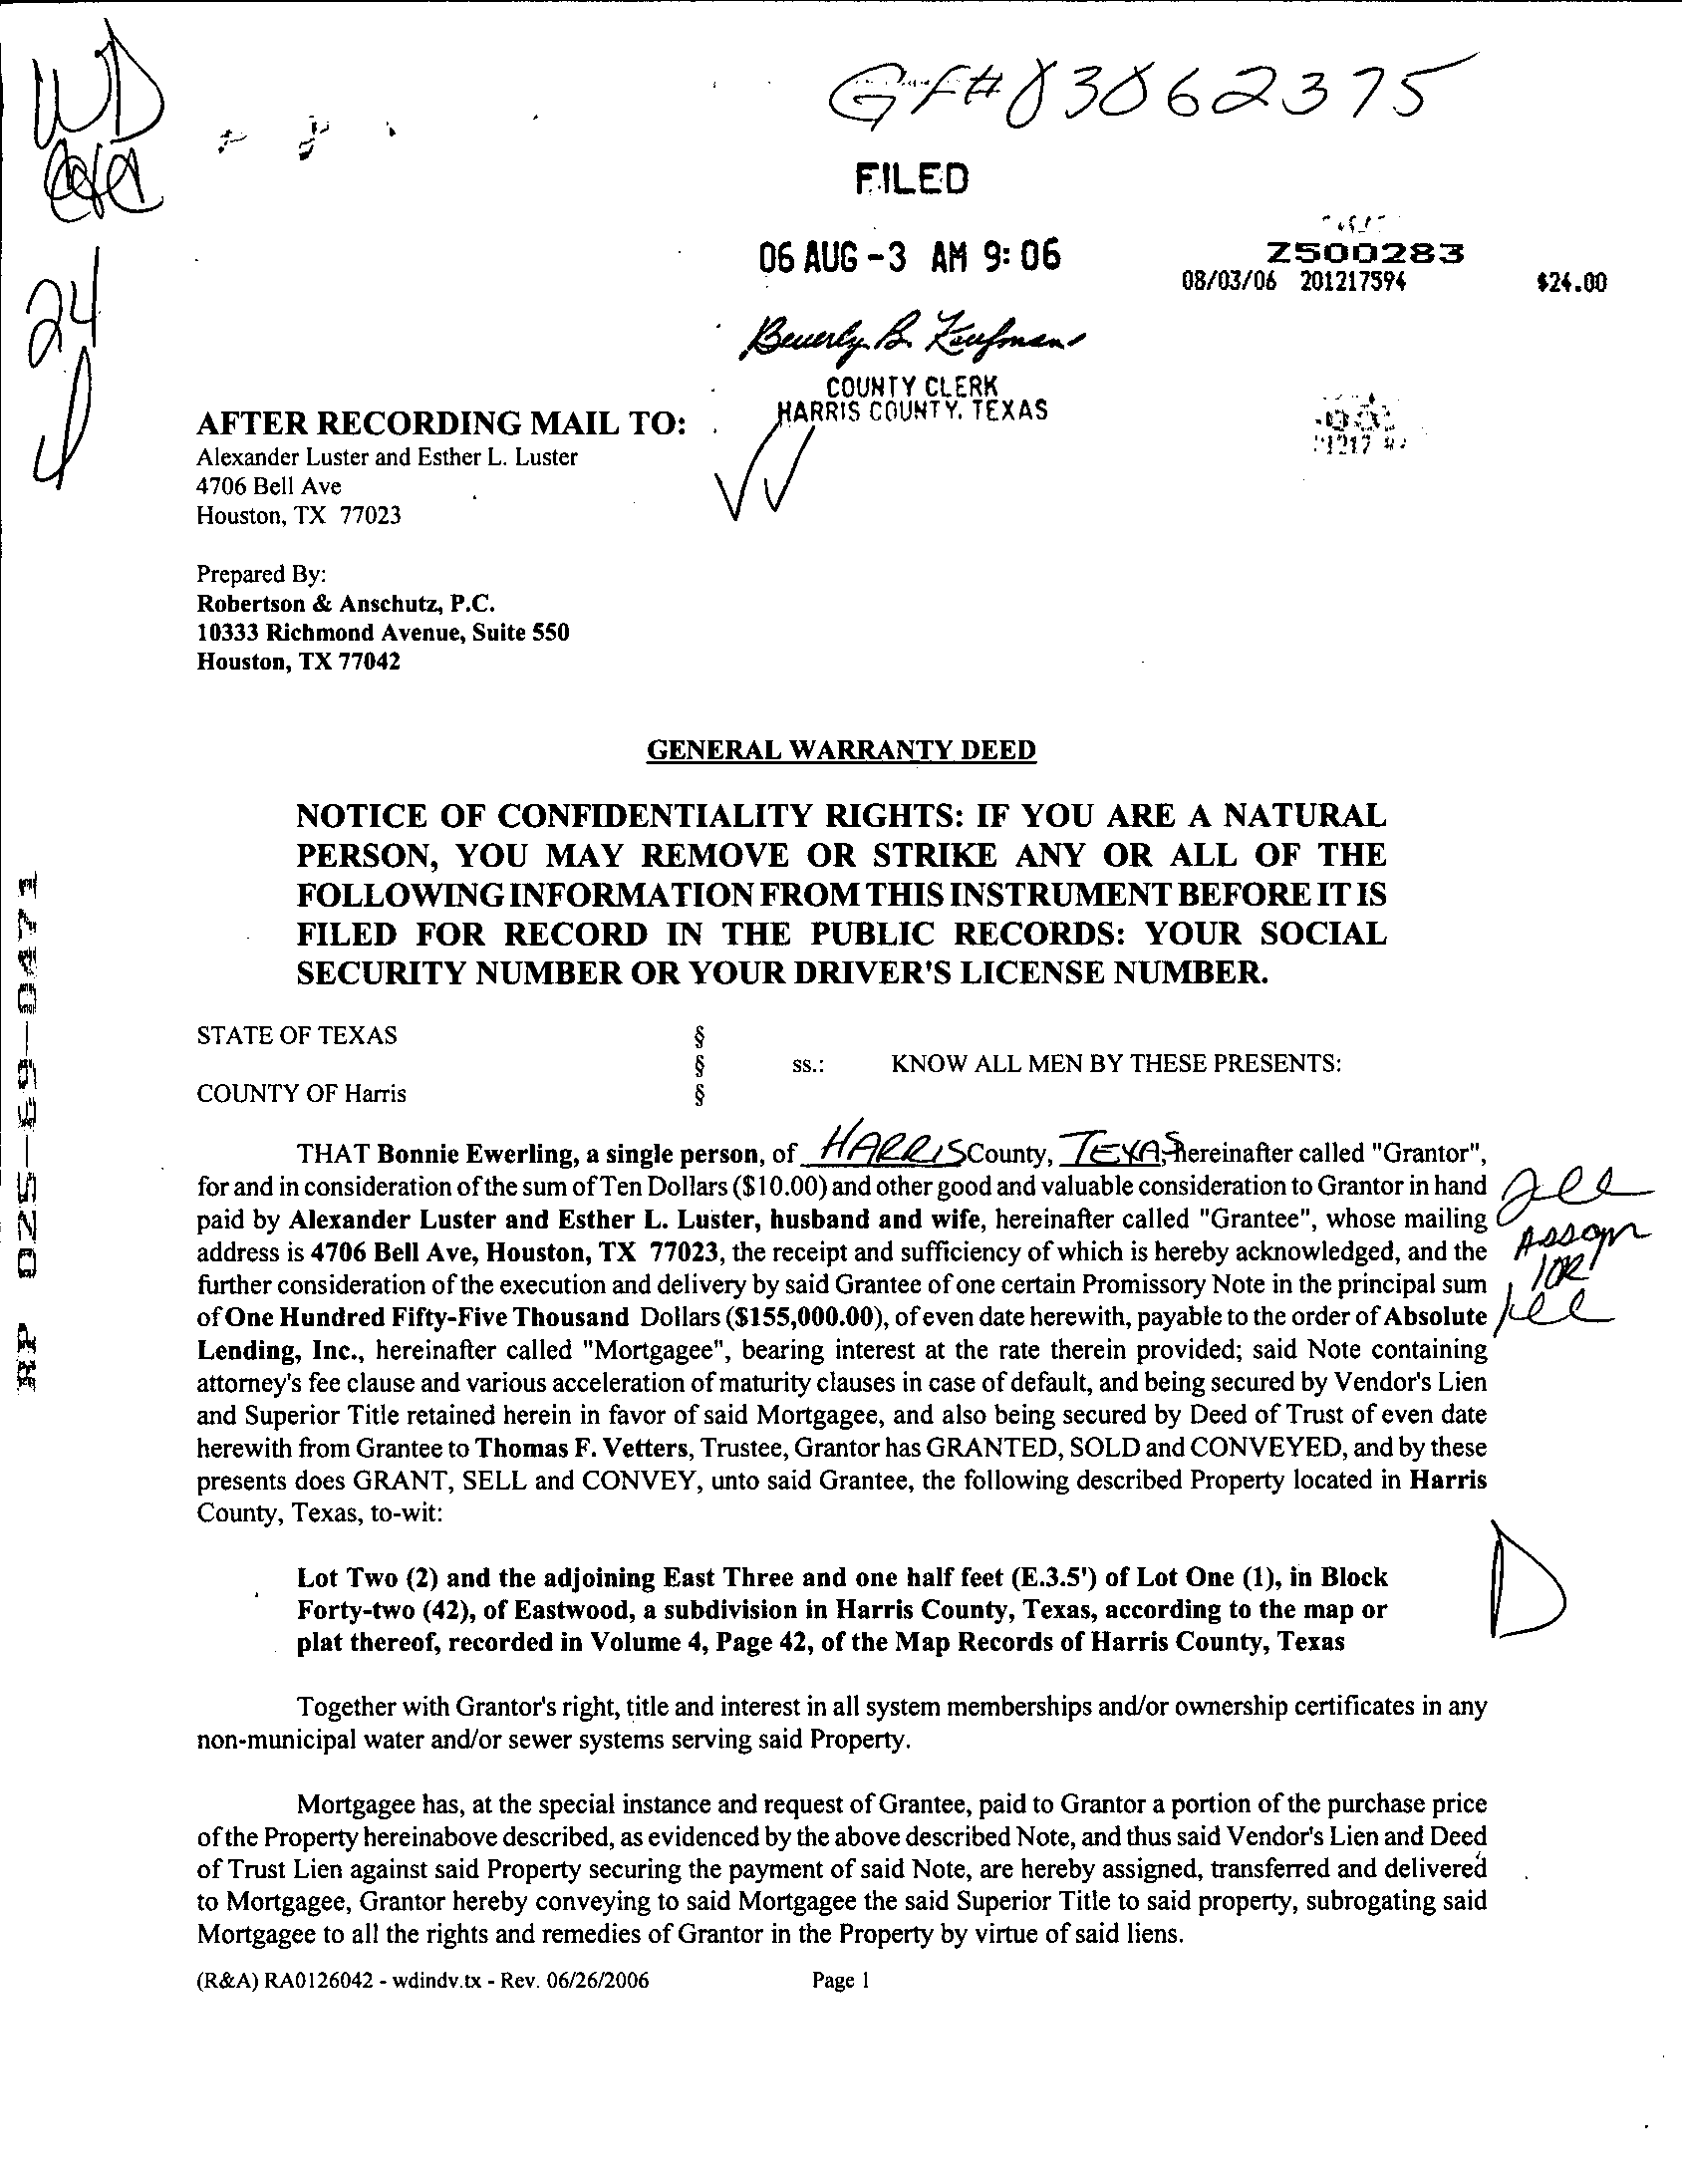 WD
GF# 03062375
FILED
06 AUG -3 AM 9:06
Z500283
08/03/06 201217594 $24.00
24
Beverly B. Kaufman
COUNTY CLERK
HARRIS COUNTY, TEXAS
AFTER RECORDING MAIL TO:
Alexander Luster and Esther L. Luster
4706 Bell Ave
Houston, TX 77023
Prepared By:
Robertson & Anschutz, P.C.
10333 Richmond Avenue, Suite 550
Houston, TX 77042
GENERAL WARRANTY DEED
NOTICE OF CONFIDENTIALITY RIGHTS: IF YOU ARE A NATURAL
PERSON, YOU MAY REMOVE OR STRIKE ANY OR ALL OF THE
FOLLOWING INFORMATION FROM THIS INSTRUMENT BEFORE IT IS
FILED FOR RECORD IN THE PUBLIC RECORDS: YOUR SOCIAL
SECURITY NUMBER OR YOUR DRIVER'S LICENSE NUMBER.
RP 025-69-0471
STATE OF TEXAS §
§ ss.: KNOW ALL MEN BY THESE PRESENTS:
COUNTY OF Harris §
THAT Bonnie Ewerling, a single person, of HARRIS County, TEXAS, hereinafter called "Grantor",
for and in consideration of the sum of Ten Dollars ($10.00) and other good and valuable consideration to Grantor in hand
paid by Alexander Luster and Esther L. Luster, husband and wife, hereinafter called "Grantee", whose mailing
address is 4706 Bell Ave, Houston, TX 77023, the receipt and sufficiency of which is hereby acknowledged, and the
further consideration of the execution and delivery by said Grantee of one certain Promissory Note in the principal sum
of One Hundred Fifty-Five Thousand Dollars ($155,000.00), of even date herewith, payable to the order of Absolute
Lending, Inc., hereinafter called "Mortgagee", bearing interest at the rate therein provided; said Note containing
attorney's fee clause and various acceleration of maturity clauses in case of default, and being secured by Vendor's Lien
and Superior Title retained herein in favor of said Mortgagee, and also being secured by Deed of Trust of even date
herewith from Grantee to Thomas F. Vetters, Trustee, Grantor has GRANTED, SOLD and CONVEYED, and by these
presents does GRANT, SELL and CONVEY, unto said Grantee, the following described Property located in Harris
County, Texas, to-wit:
Assgn
Lot Two (2) and the adjoining East Three and one half feet (E.3.5') of Lot One (1), in Block
Forty-two (42), of Eastwood, a subdivision in Harris County, Texas, according to the map or
plat thereof, recorded in Volume 4, Page 42, of the Map Records of Harris County, Texas
D
Together with Grantor's right, title and interest in all system memberships and/or ownership certificates in any
non-municipal water and/or sewer systems serving said Property.
Mortgagee has, at the special instance and request of Grantee, paid to Grantor a portion of the purchase price
of the Property hereinabove described, as evidenced by the above described Note, and thus said Vendor's Lien and Deed
of Trust Lien against said Property securing the payment of said Note, are hereby assigned, transferred and delivered
to Mortgagee, Grantor hereby conveying to said Mortgagee the said Superior Title to said property, subrogating said
Mortgagee to all the rights and remedies of Grantor in the Property by virtue of said liens.
(R&A) RA0126042 - wdindv.tx - Rev. 06/26/2006 Page 1